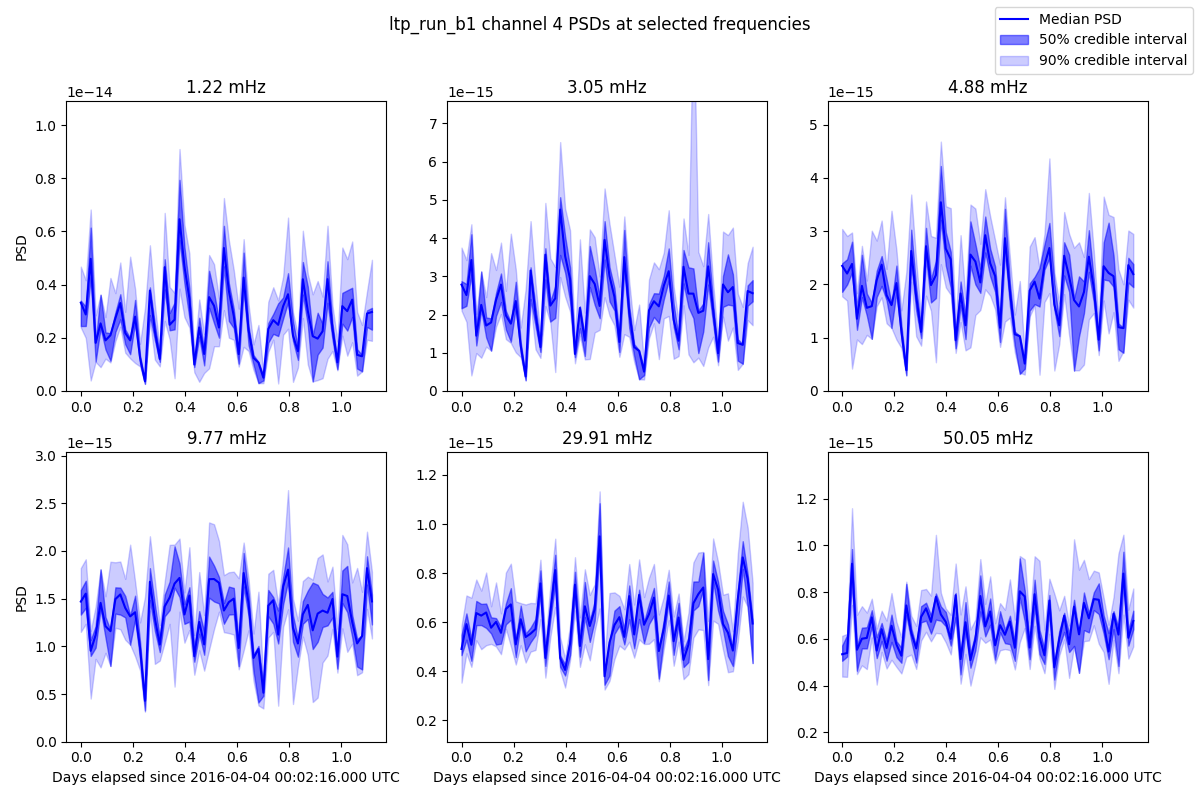 ltp_run_b1 channel 4 PSDs at selected frequencies
Median PSD
50% credible interval
90% credible interval
1.22 mHz
1e−14
PSD
1.0
0.8
0.6
0.4
0.2
0.0
0.0 0.2 0.4 0.6 0.8 1.0
3.05 mHz
1e−15
7
6
5
4
3
2
1
0
0.0 0.2 0.4 0.6 0.8 1.0
4.88 mHz
1e−15
5
4
3
2
1
0
0.0 0.2 0.4 0.6 0.8 1.0
9.77 mHz
1e−15
PSD
3.0
2.5
2.0
1.5
1.0
0.5
0.0
0.0 0.2 0.4 0.6 0.8 1.0
Days elapsed since 2016-04-04 00:02:16.000 UTC
29.91 mHz
1e−15
1.2
1.0
0.8
0.6
0.4
0.2
0.0 0.2 0.4 0.6 0.8 1.0
Days elapsed since 2016-04-04 00:02:16.000 UTC
50.05 mHz
1e−15
1.2
1.0
0.8
0.6
0.4
0.2
0.0 0.2 0.4 0.6 0.8 1.0
Days elapsed since 2016-04-04 00:02:16.000 UTC